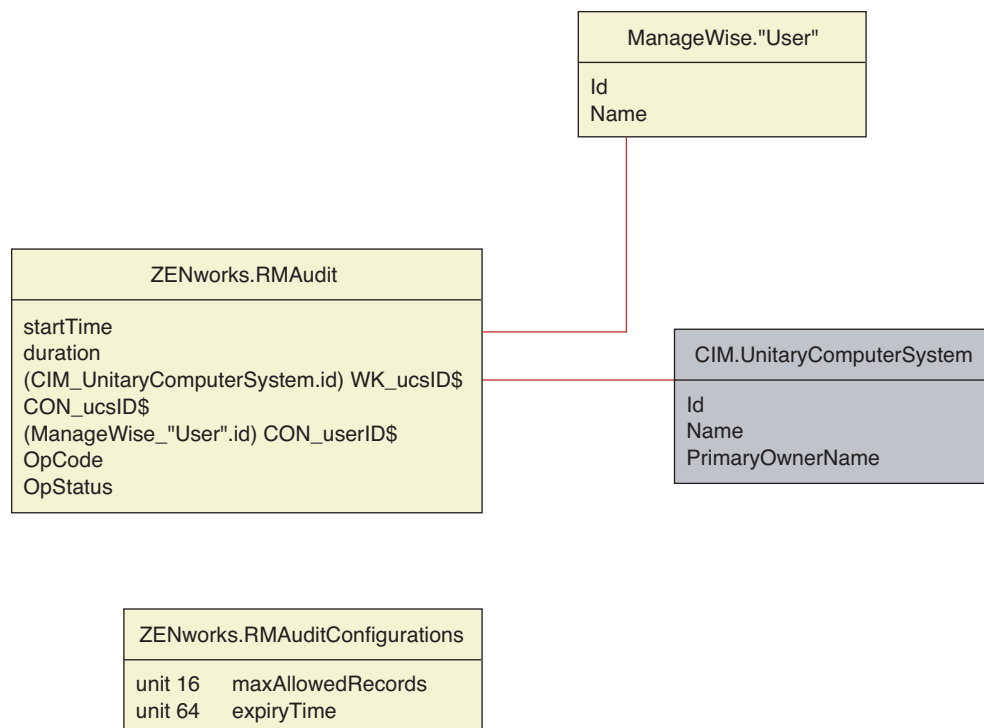 ManageWise."User"
Id
Name
ZENworks.RMAudit
startTime
duration
(CIM_UnitaryComputerSystem.id) WK_ucsID$
CON_ucsID$
(ManageWise_"User".id) CON_userID$
OpCode
OpStatus
CIM.UnitaryComputerSystem
Id
Name
PrimaryOwnerName
ZENworks.RMAuditConfigurations
unit 16 maxAllowedRecords
unit 64 expiryTime